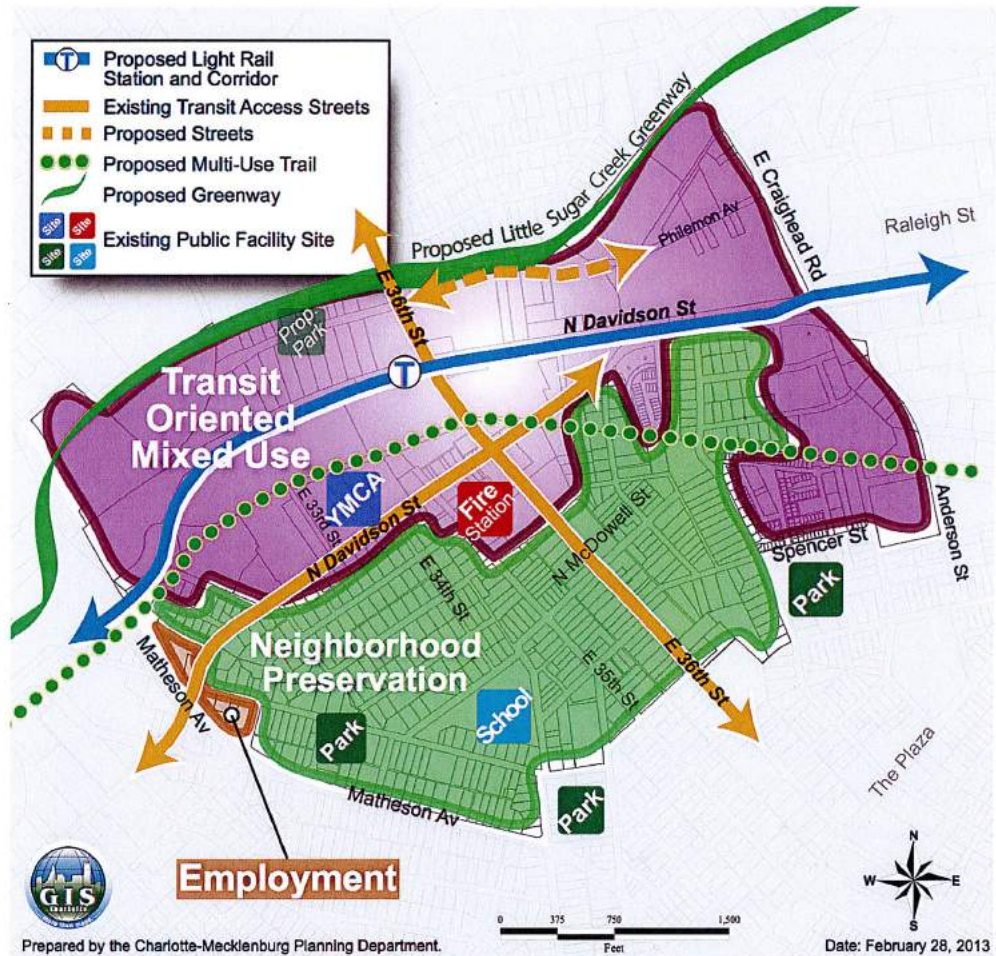 T
Proposed Light Rail
Station and Corridor
Existing Transit Access Streets
Proposed Streets
Proposed Multi-Use Trail
Proposed Greenway
Site
Site
Site
Site
Existing Public Facility Site
Proposed Little Sugar Creek Greenway
E Craighead Rd
Raleigh St
Philemon Av
E 36th St
N Davidson St
Prop
Park
T
Transit
Oriented
Mixed Use
YMCA
E 33rd St
N Davidson St
Fire
Station
E 34th St
N McDowell St
Spencer St
Anderson St
Park
Neighborhood
Preservation
E 35th St
E 36th St
Matheson Av
Park
School
Park
Matheson Av
The Plaza
Employment
GIS
Charlotte
N
W
E
S
0 375 750 1,500
Feet
Prepared by the Charlotte-Mecklenburg Planning Department.
Date: February 28, 2013